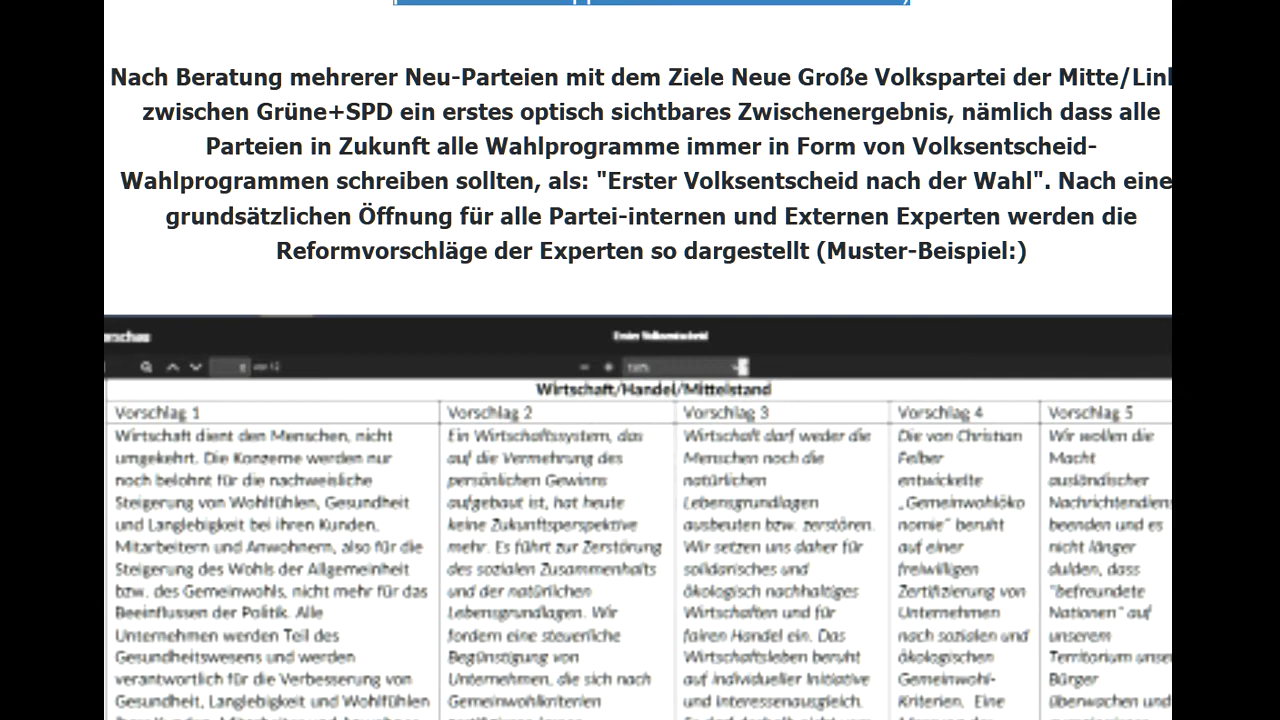 Nach Beratung mehrerer Neu-Parteien mit dem Ziele Neue Große Volkspartei der Mitte/Link
zwischen Grüne+SPD ein erstes optisch sichtbares Zwischenergebnis, nämlich dass alle
Parteien in Zukunft alle Wahlprogramme immer in Form von Volksentscheid-
Wahlprogrammen schreiben sollten, als: "Erster Volksentscheid nach der Wahl". Nach eine
grundsätzlichen Öffnung für alle Partei-internen und Externen Experten werden die
Reformvorschläge der Experten so dargestellt (Muster-Beispiel:)
Erster Volksentscheid
Wirtschaft/Handel/Mittelstand
Vorschlag 1
Wirtschaft dient den Menschen, nicht
umgekehrt. Die Konzerne werden nur
noch belohnt für die nachweisliche
Steigerung von Wohlfühlen, Gesundheit
und Langlebigkeit bei ihren Kunden,
Mitarbeitern und Anwohnern, also für die
Steigerung des Wohls der Allgemeinheit
bzw. des Gemeinwohls, nicht mehr für das
Beeinflussen der Politik. Alle
Unternehmen werden Teil des
Gesundheitswesens und werden
verantwortlich für die Verbesserung von
Gesundheit, Langlebigkeit und Wohlfühlen
Vorschlag 2
Ein Wirtschaftssystem, das
auf die Vermehrung des
persönlichen Gewinns
aufgebaut ist, hat heute
keine Zukunftsperspektive
mehr. Es führt zur Zerstörung
des sozialen Zusammenhalts
und der natürlichen
Lebensgrundlagen. Wir
fordern eine steuerliche
Begünstigung von
Unternehmen, die sich nach
Gemeinwohlkriterien
Vorschlag 3
Wirtschaft darf weder die
Menschen noch die
natürlichen
Lebensgrundlagen
ausbeuten bzw. zerstören.
Wir setzen uns daher für
solidarisches und
ökologisch nachhaltiges
Wirtschaften und für
fairen Handel ein. Das
Wirtschaftsleben beruht
auf individueller Initiative
und Interessenausgleich.
Vorschlag 4
Die von Christian
Felber
entwickelte
„Gemeinwohlöko
nomie" beruht
auf einer
freiwilligen
Zertifizierung von
Unternehmen
nach sozialen und
ökologischen
Gemeinwohl-
Kriterien. Eine
Vorschlag 5
Wir wollen die
Macht
ausländischer
Nachrichtendiens
beenden und es
nicht länger
dulden, dass
"befreundete
Nationen" auf
unserem
Territorium unse
Bürger
überwachen und